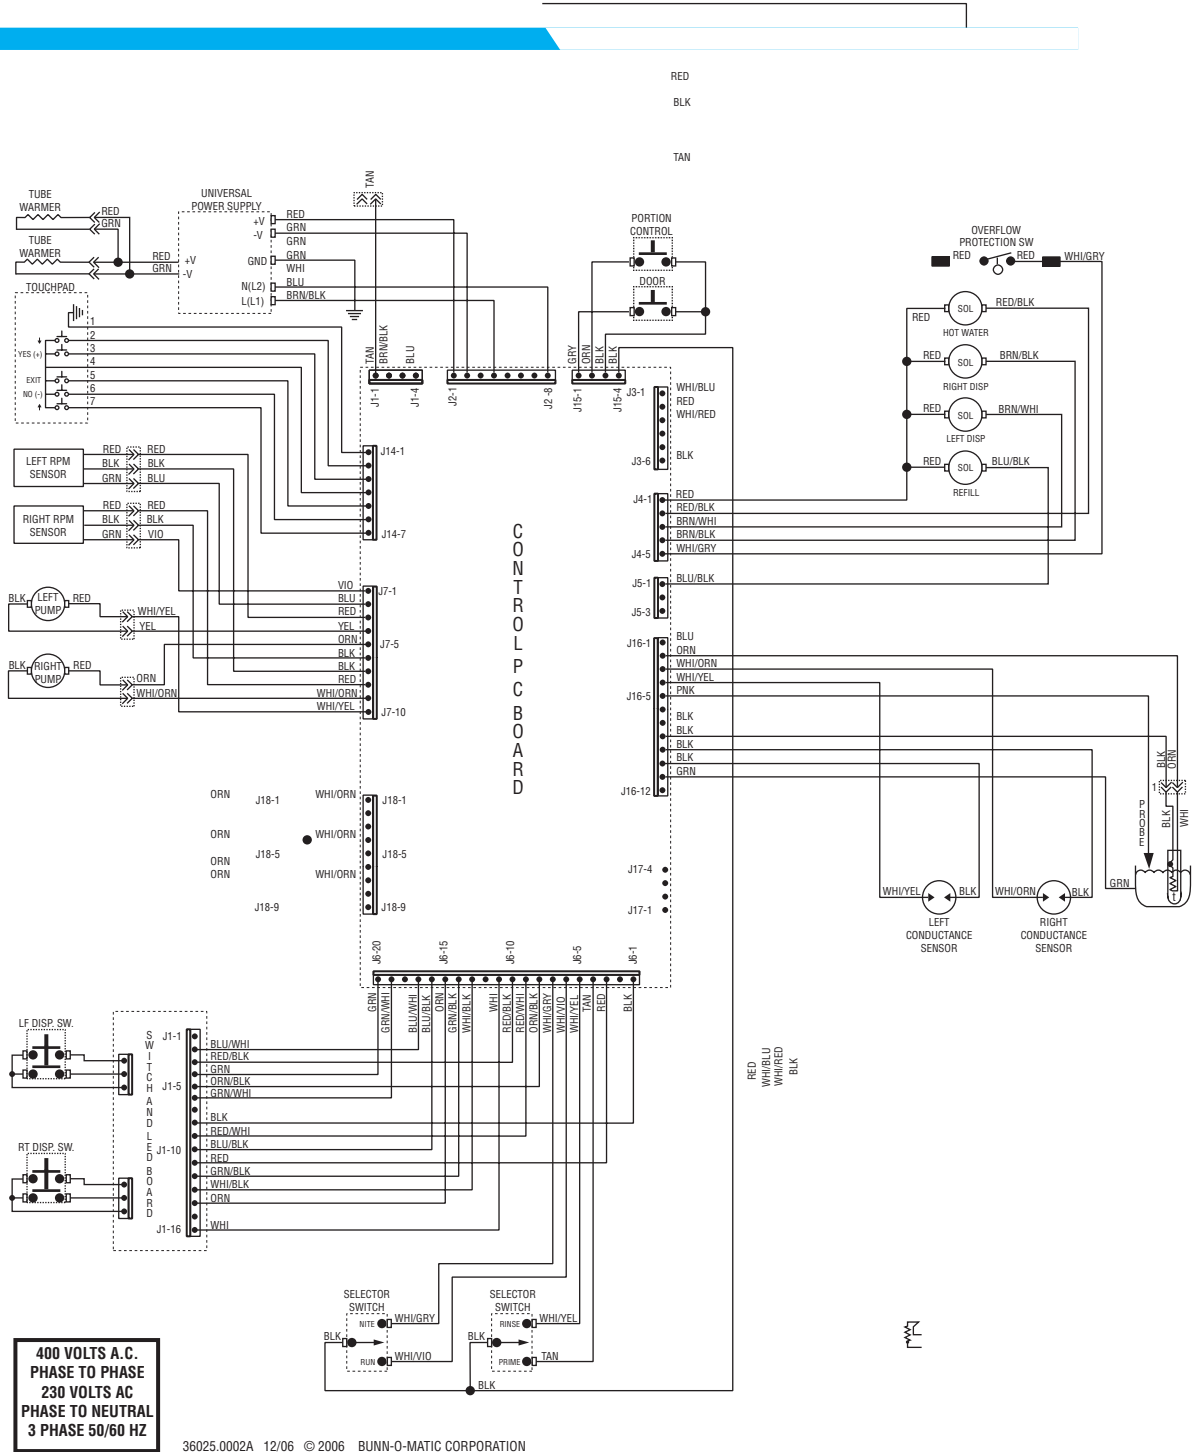 RED
BLK
TAN
TUBE
WARMER
RED
GRN
TUBE
WARMER
RED
GRN
UNIVERSAL
POWER SUPPLY
+V
-V
+V
-V
GND
N(L2)
L(L1)
RED
GRN
GRN
GRN
WHI
BLU
BRN/BLK
TAN
PORTION
CONTROL
DOOR
OVERFLOW
PROTECTION SW
RED
RED
WHI/GRY
TOUCHPAD
1
2
3
4
5
6
7
YES (+)
EXIT
NO (-)
TAN
BRN/BLK
BLU
J1-1
J1-4
J2-1
J2 -8
GRY
ORN
BLK
BLK
J15-1
J15-4
RED
SOL
RED/BLK
HOT WATER
RED
SOL
BRN/BLK
RIGHT DISP
RED
SOL
BRN/WHI
LEFT DISP
RED
SOL
BLU/BLK
REFILL
J3-1
WHI/BLU
RED
WHI/RED
J3-6
BLK
LEFT RPM
SENSOR
RED
BLK
GRN
RED
BLK
BLU
RIGHT RPM
SENSOR
RED
BLK
GRN
RED
BLK
VIO
J14-1
J14-7
CONTROL PC BOARD
J4-1
RED
RED/BLK
BRN/WHI
BRN/BLK
J4-5
WHI/GRY
J5-1
BLU/BLK
J5-3
BLK
LEFT
PUMP
RED
WHI/YEL
YEL
BLK
RIGHT
PUMP
RED
ORN
WHI/ORN
VIO
BLU
RED
YEL
ORN
BLK
BLK
RED
WHI/ORN
WHI/YEL
J7-1
J7-5
J7-10
J16-1
BLU
ORN
WHI/ORN
WHI/YEL
J16-5
PNK
BLK
BLK
BLK
BLK
GRN
J16-12
BLK
ORN
1
BLK
WHI
PROBE
GRN
t
ORN
J18-1
WHI/ORN
J18-1
ORN
WHI/ORN
J18-5
J18-5
ORN
ORN
WHI/ORN
J18-9
J18-9
J17-4
J17-1
WHI/YEL
BLK
LEFT
CONDUCTANCE
SENSOR
WHI/ORN
BLK
RIGHT
CONDUCTANCE
SENSOR
J6-20
J6-15
J6-10
J6-5
J6-1
GRN
GRN/WHI
BLU/WHI
BLU/BLK
ORN
GRN/BLK
WHI/BLK
WHI
RED/BLK
RED/WHI
ORN/BLK
WHI/GRY
WHI/VIO
WHI/YEL
TAN
RED
BLK
RED
WHI/BLU
WHI/RED
BLK
LF DISP. SW.
RT DISP. SW.
SWITCH AND LED BOARD
J1-1
J1-5
J1-10
J1-16
BLU/WHI
RED/BLK
GRN
ORN/BLK
GRN/WHI
BLK
RED/WHI
BLU/BLK
RED
GRN/BLK
WHI/BLK
ORN
WHI
SELECTOR
SWITCH
NITE
WHI/GRY
BLK
RUN
WHI/VIO
SELECTOR
SWITCH
RINSE
WHI/YEL
BLK
PRIME
TAN
BLK
400 VOLTS A.C.
PHASE TO PHASE
230 VOLTS AC
PHASE TO NEUTRAL
3 PHASE 50/60 HZ
36025.0002A 12/06 © 2006 BUNN-O-MATIC CORPORATION